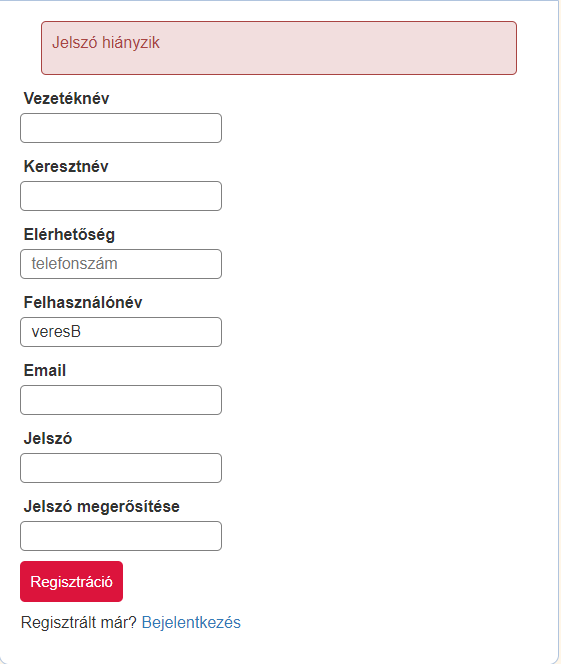 Jelszó hiányzik
Vezetéknév
Keresztnév
Elérhetőség
telefonszám
Felhasználónév
veresB
Email
Jelszó
Jelszó megerősítése
Regisztráció
Regisztrált már? Bejelentkezés